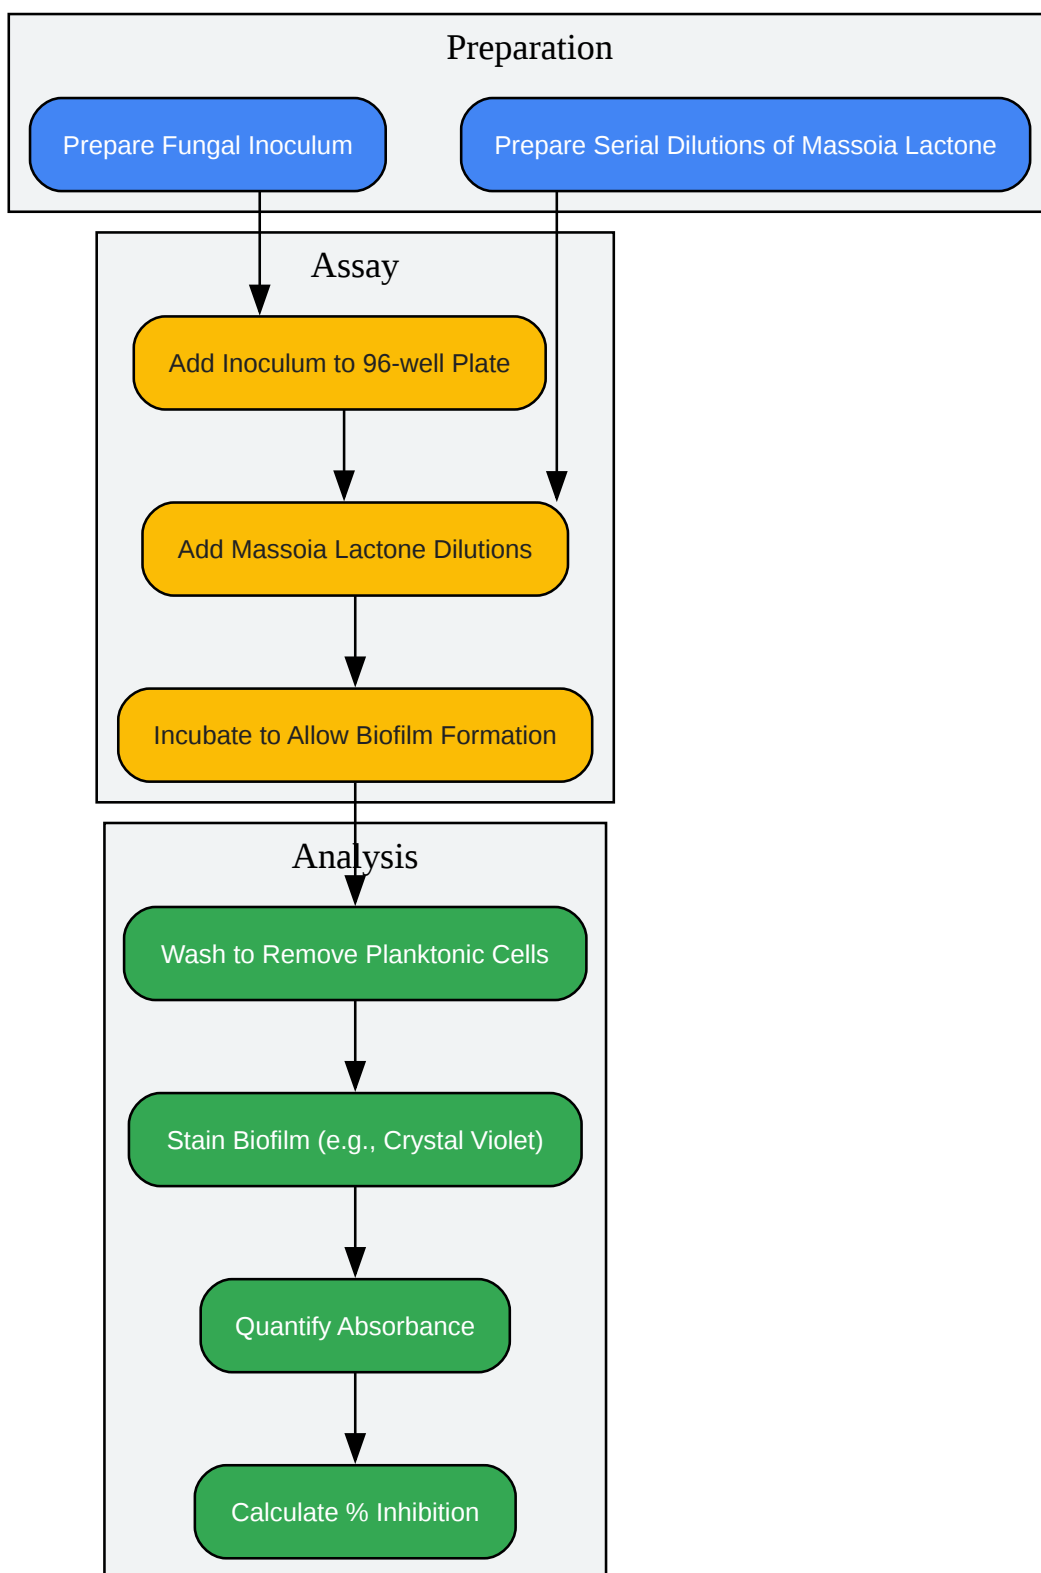 Preparation
Prepare Fungal Inoculum
Prepare Serial Dilutions of Massoia Lactone
Assay
Add Inoculum to 96-well Plate
Add Massoia Lactone Dilutions
Incubate to Allow Biofilm Formation
Analysis
Wash to Remove Planktonic Cells
Stain Biofilm (e.g., Crystal Violet)
Quantify Absorbance
Calculate % Inhibition